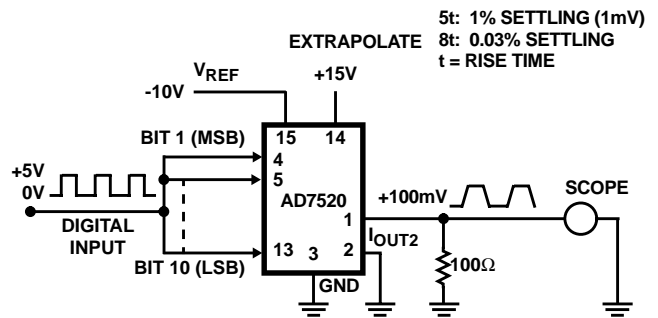 5t: 1% SETTLING (1mV)
EXTRAPOLATE 8t: 0.03% SETTLING
t = RISE TIME
VREF +15V
-10V
BIT 1 (MSB) 15 14
+5V 4
0V 5 +100mV SCOPE
AD7520
DIGITAL 1
INPUT IOUT2
13 3 2 100Ω
BIT 10 (LSB) GND